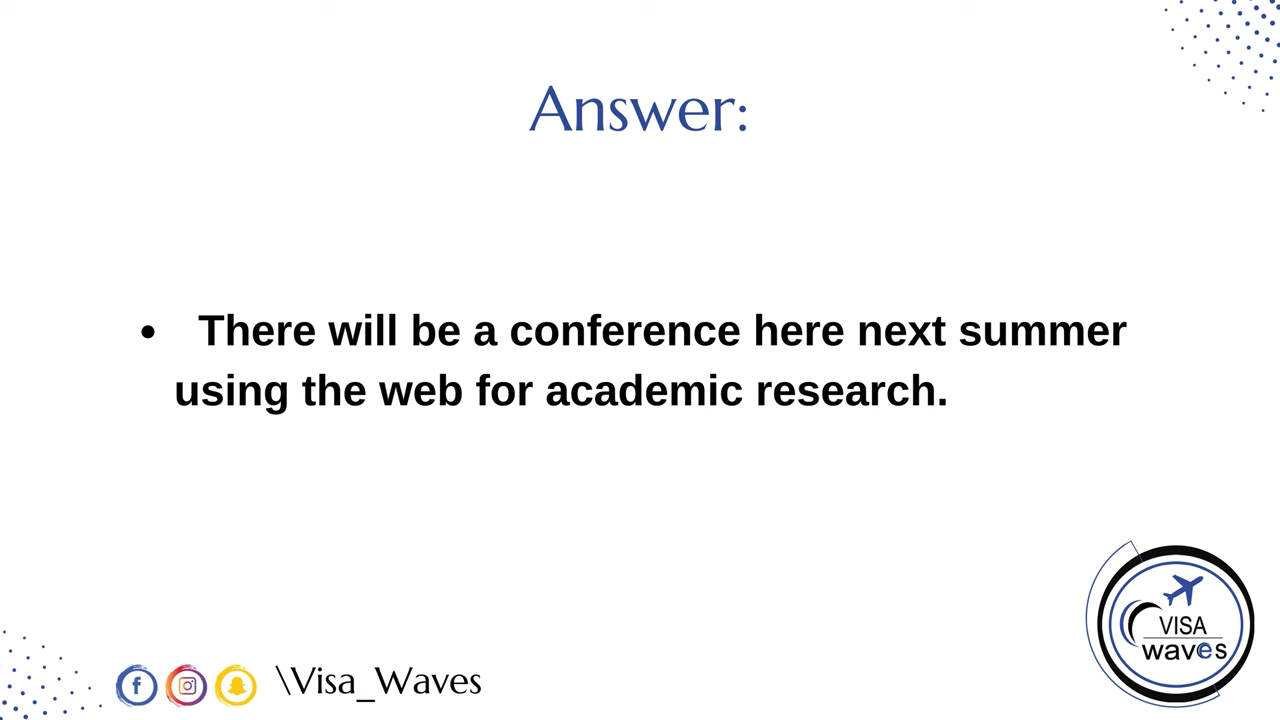 Answer:
• There will be a conference here next summer
using the web for academic research.
VISA
waves
\Visa_Waves